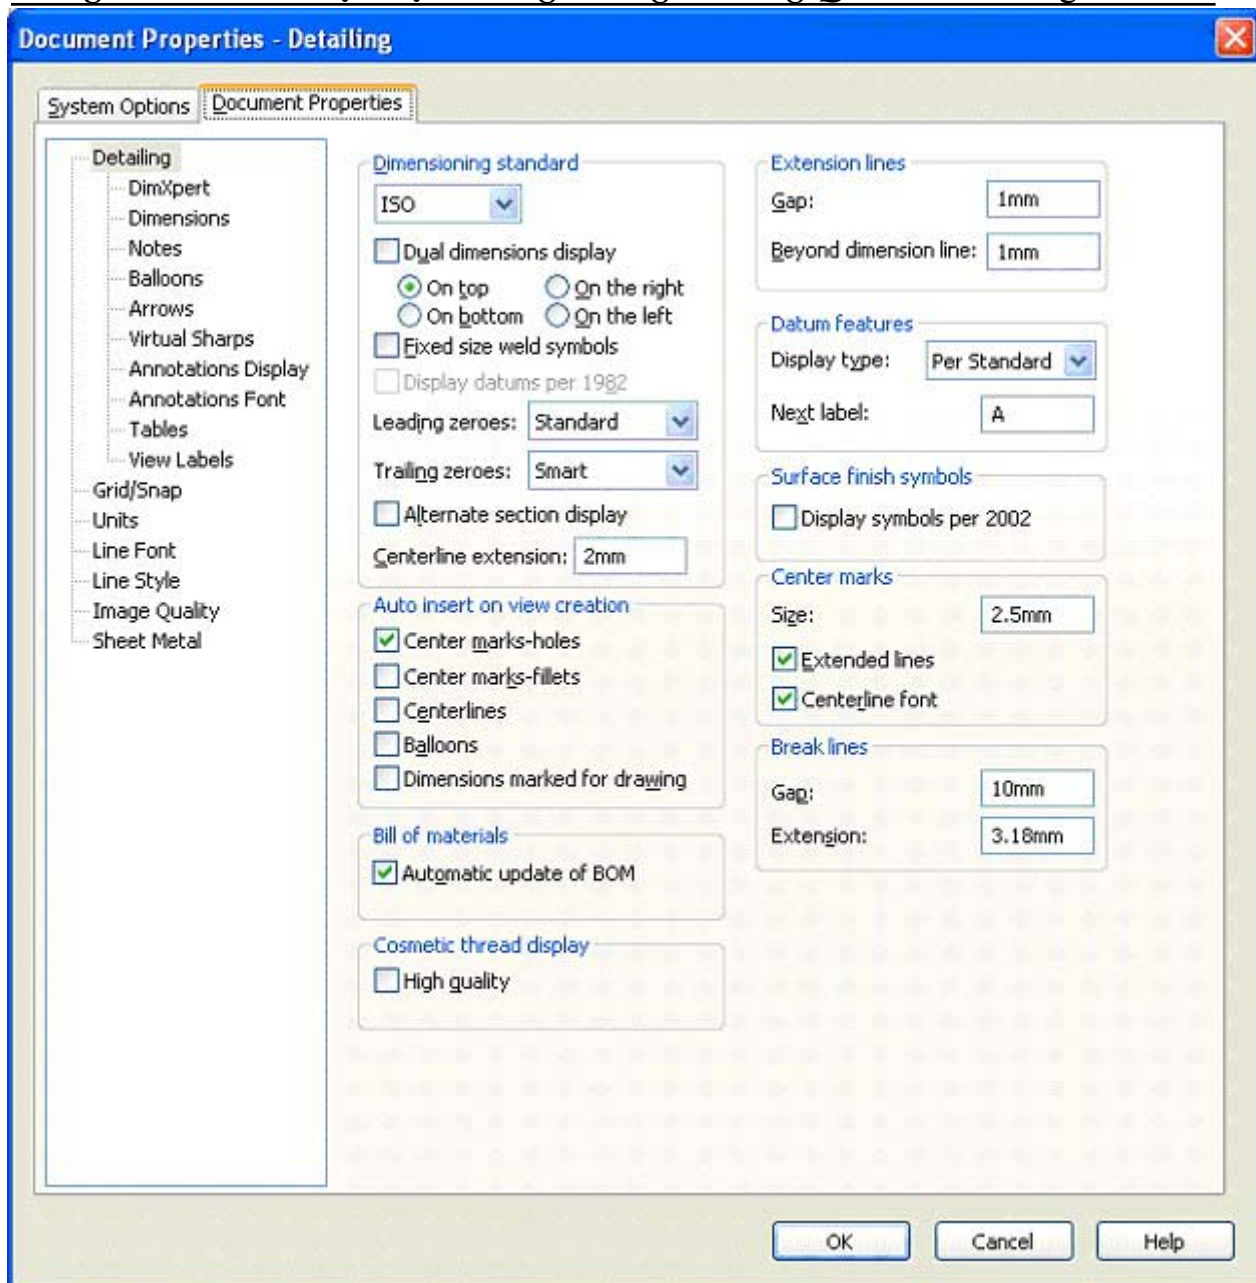 Document Properties - Detailing
System Options
Document Properties
Detailing
DimXpert
Dimensions
Notes
Balloons
Arrows
Virtual Sharps
Annotations Display
Annotations Font
Tables
View Labels
Grid/Snap
Units
Line Font
Line Style
Image Quality
Sheet Metal
Dimensioning standard
ISO
Dual dimensions display
On top On the right
On bottom On the left
Fixed size weld symbols
Display datums per 1982
Leading zeroes: Standard
Trailing zeroes: Smart
Alternate section display
Centerline extension: 2mm
Auto insert on view creation
Center marks-holes
Center marks-fillets
Centerlines
Balloons
Dimensions marked for drawing
Bill of materials
Automatic update of BOM
Cosmetic thread display
High quality
Extension lines
Gap: 1mm
Beyond dimension line: 1mm
Datum features
Display type: Per Standard
Next label: A
Surface finish symbols
Display symbols per 2002
Center marks
Size: 2.5mm
Extended lines
Centerline font
Break lines
Gap: 10mm
Extension: 3.18mm
OK Cancel Help